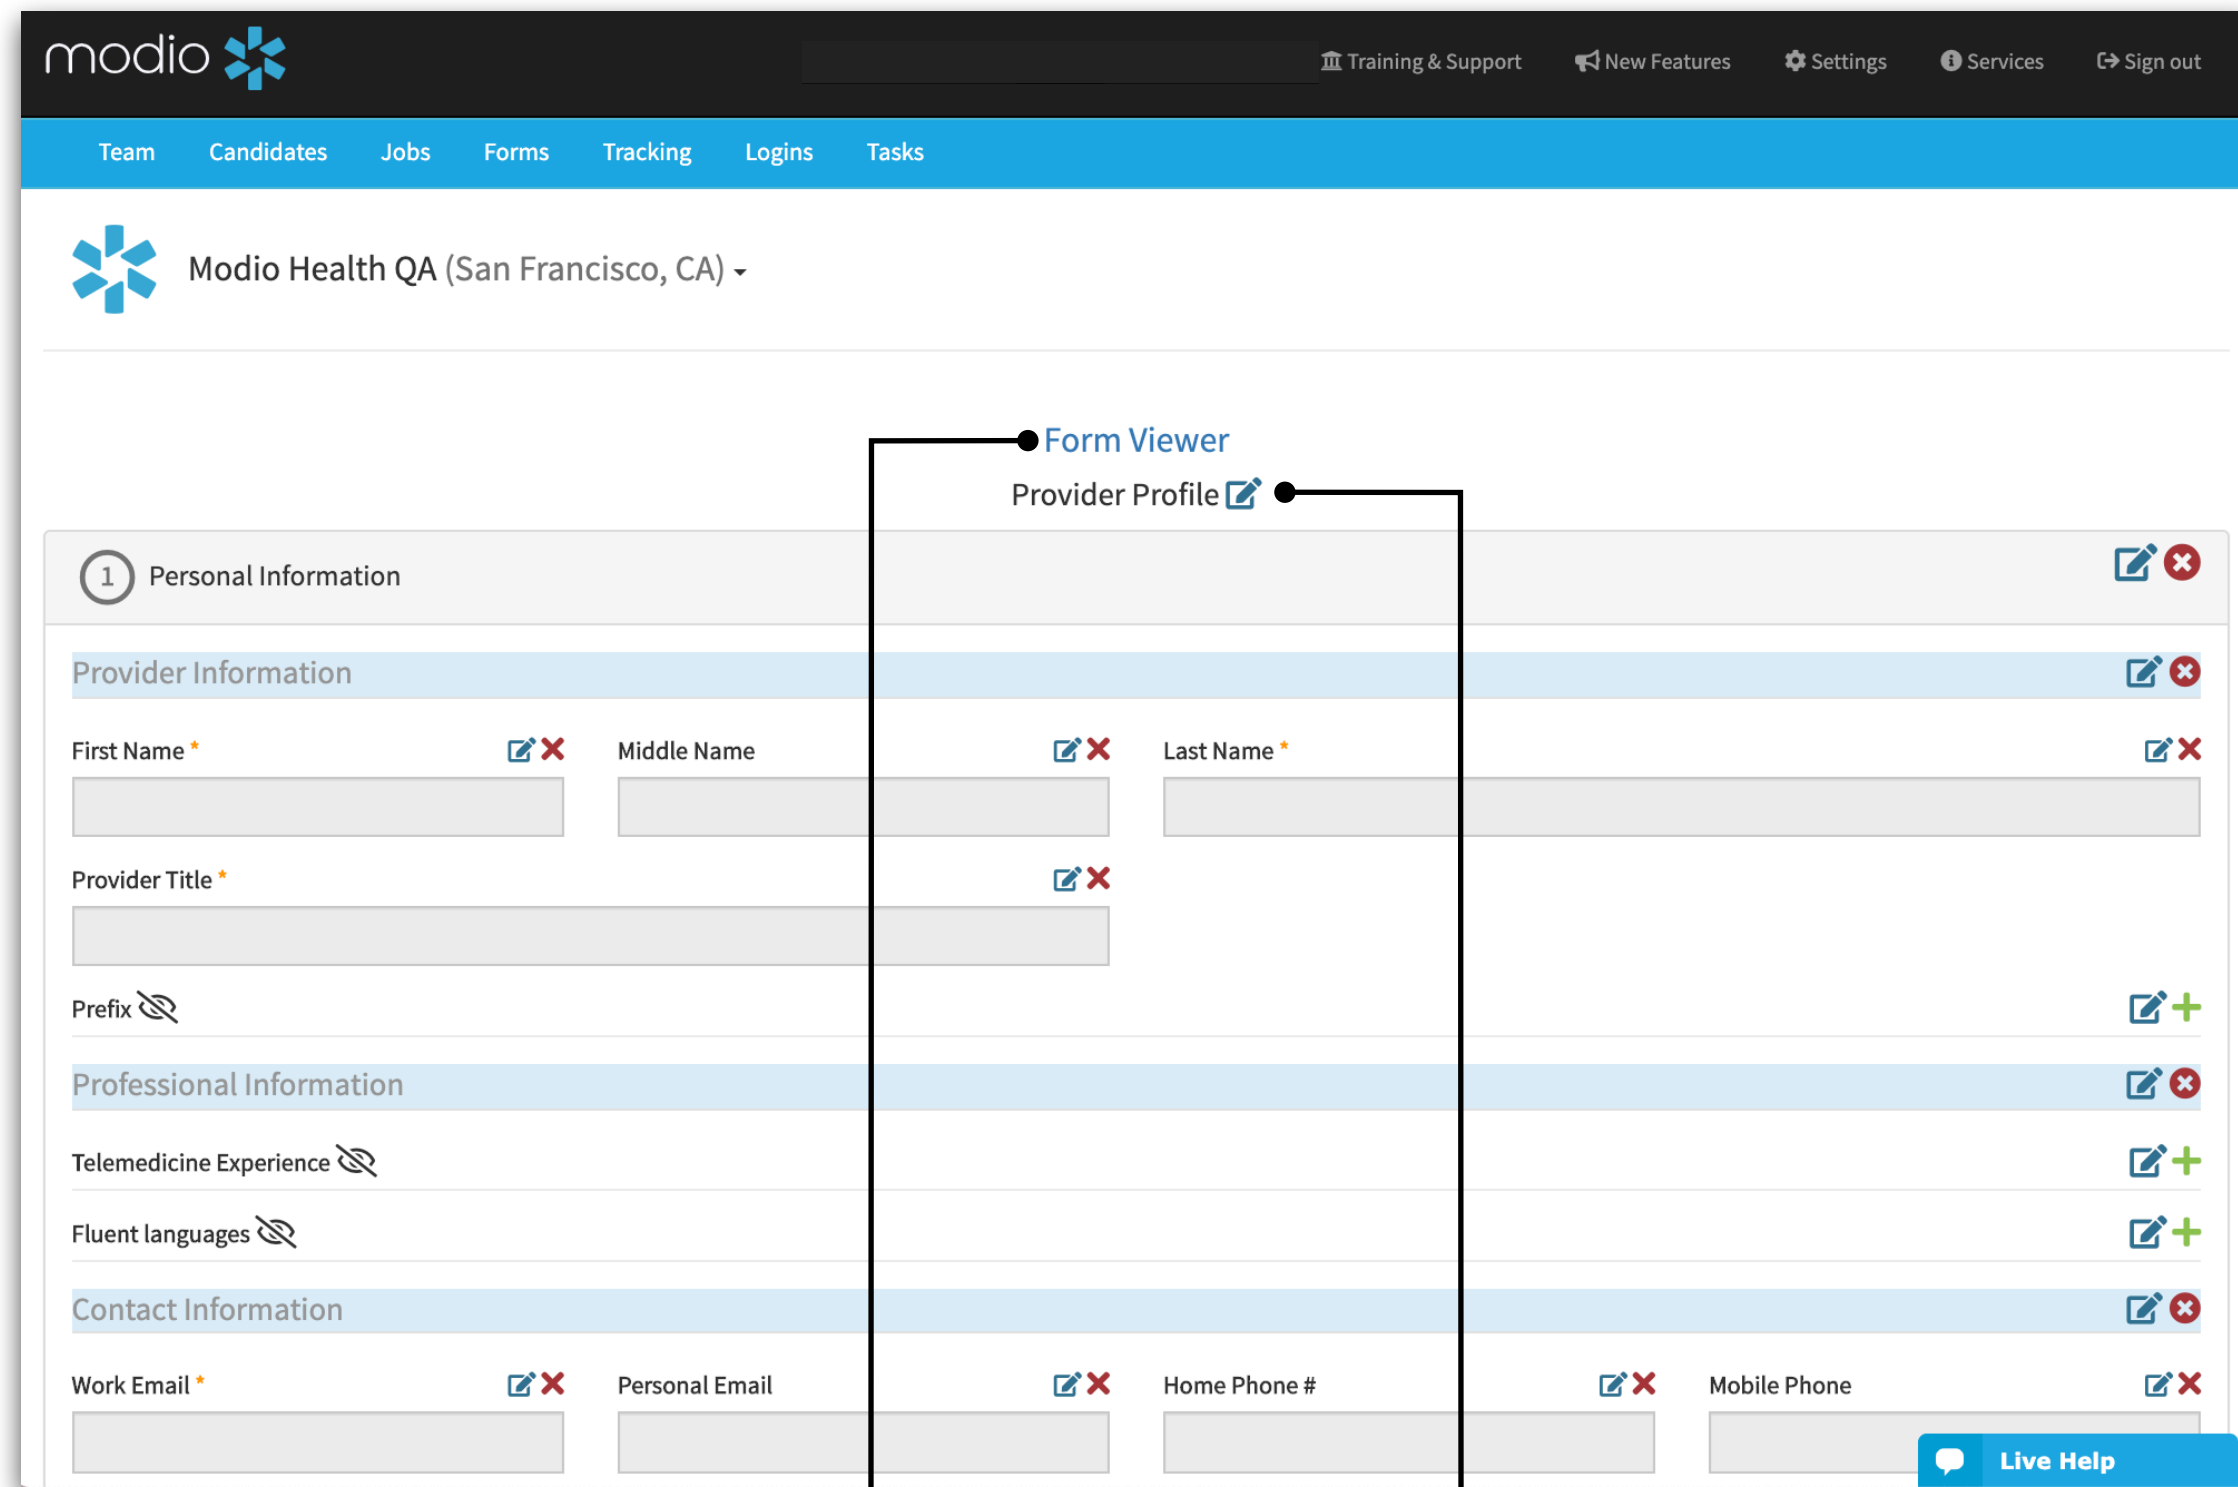 modio
Training & Support New Features Settings Services Sign out
Team Candidates Jobs Forms Tracking Logins Tasks
Modio Health QA (San Francisco, CA)
Form Viewer
Provider Profile
1 Personal Information
Provider Information
First Name * Middle Name Last Name *
Provider Title *
Prefix
Professional Information
Telemedicine Experience
Fluent languages
Contact Information
Work Email * Personal Email Home Phone # Mobile Phone
Live Help